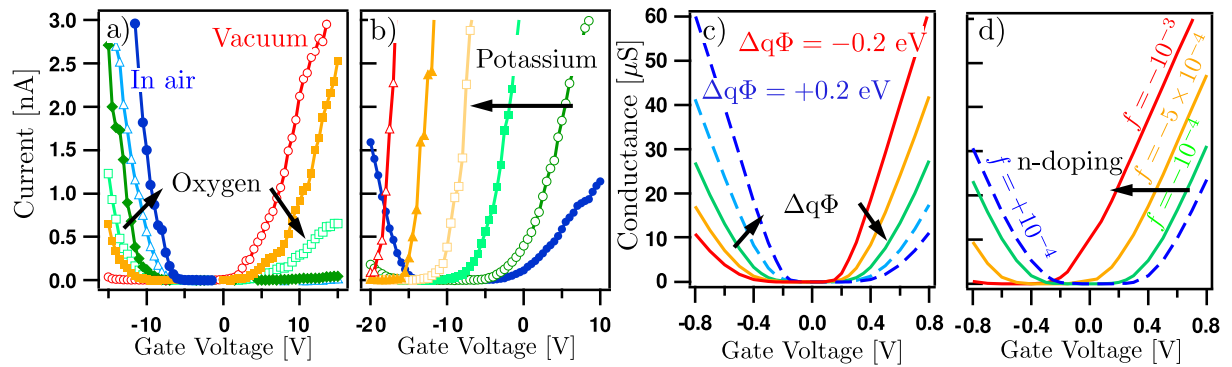 a)
Vacuum
In air
Oxygen
3.0
2.5
2.0
1.5
1.0
0.5
0.0
-10
0
10
Current [nA]
Gate Voltage [V]
b)
Potassium
-20
-10
0
10
Gate Voltage [V]
c)
ΔqΦ = −0.2 eV
ΔqΦ = +0.2 eV
ΔqΦ
60
50
40
30
20
10
0
-0.8
-0.4
0.0
0.4
0.8
Conductance [μS]
Gate Voltage [V]
d)
f = −10⁻³
f = −5 × 10⁻⁴
f = −10⁻⁴
f = +10⁻⁴
n-doping
-0.8
-0.4
0.0
0.4
0.8
Gate Voltage [V]